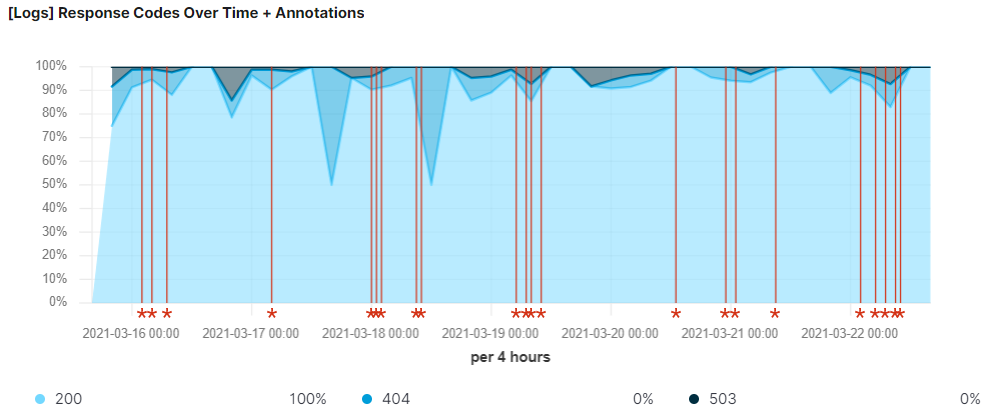 [Logs] Response Codes Over Time + Annotations
100%
90%
80%
70%
60%
50%
40%
30%
20%
10%
0%
2021-03-16 00:00 2021-03-17 00:00 2021-03-18 00:00 2021-03-19 00:00 2021-03-20 00:00 2021-03-21 00:00 2021-03-22 00:00
per 4 hours
200 100% 404 0% 503 0%